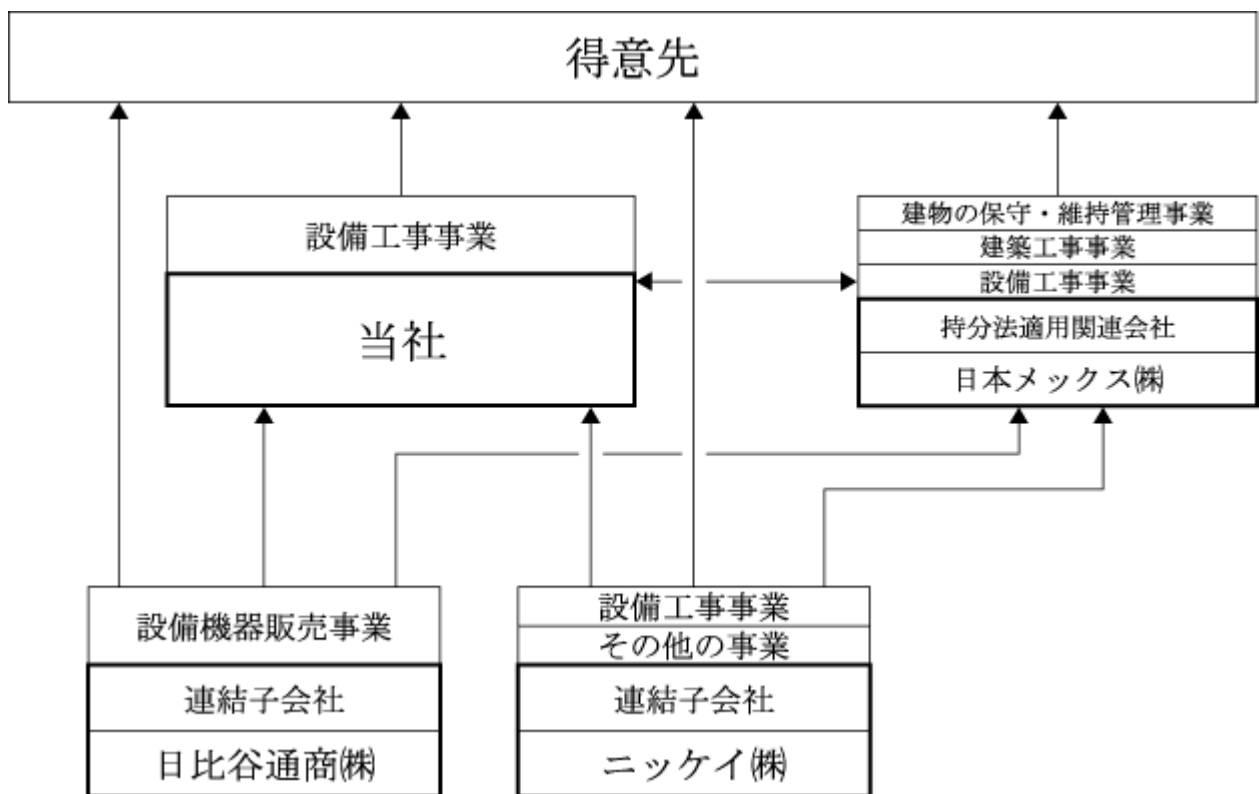 得意先
設備工事事業
当社
建物の保守・維持管理事業
建築工事事業
設備工事事業
持分法適用関連会社
日本メックス㈱
設備機器販売事業
連結子会社
日比谷通商㈱
設備工事事業
その他の事業
連結子会社
ニッケイ㈱